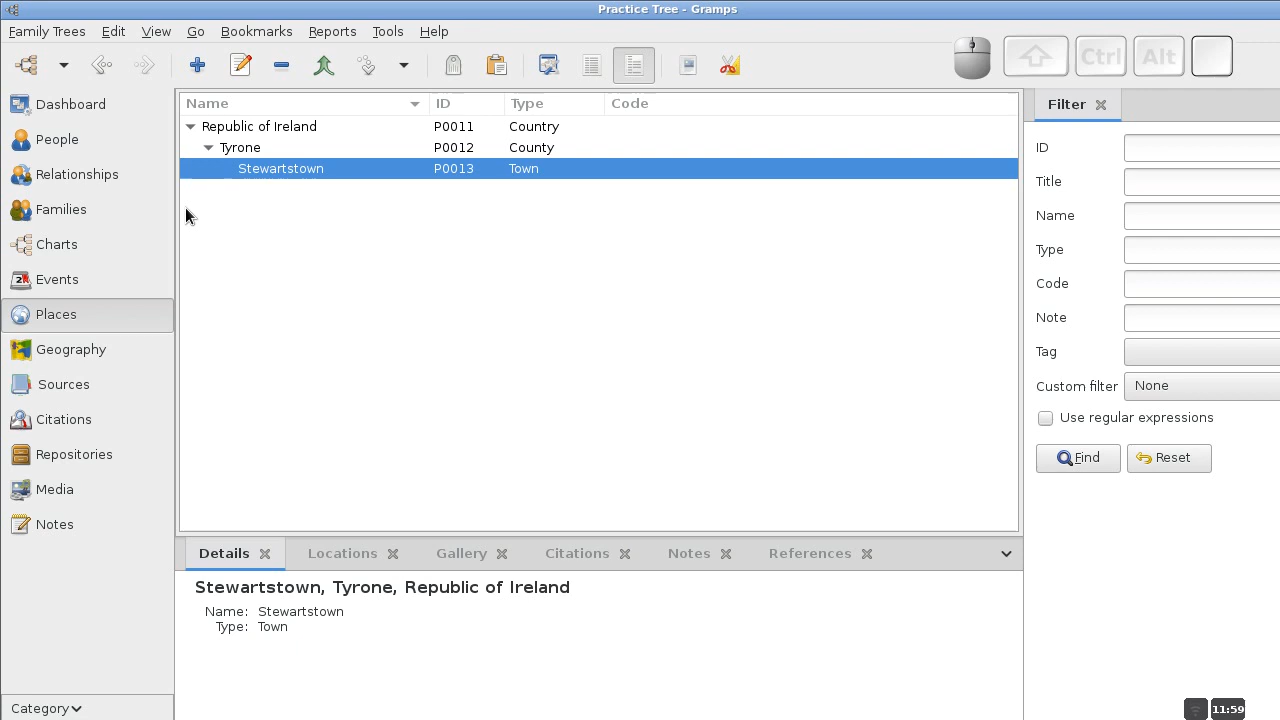 Practice Tree - Gramps
Family Trees Edit View Go Bookmarks Reports Tools Help
Ctrl Alt
Dashboard
People
Relationships
Families
Charts
Events
Places
Geography
Sources
Citations
Repositories
Media
Notes
Category
Name ID Type Code
Republic of Ireland P0011 Country
Tyrone P0012 County
Stewartstown P0013 Town
Details Locations Gallery Citations Notes References
Stewartstown, Tyrone, Republic of Ireland
Name: Stewartstown
Type: Town
Filter
ID
Title
Name
Type
Code
Note
Tag
Custom filter None
Use regular expressions
Find Reset
11:59